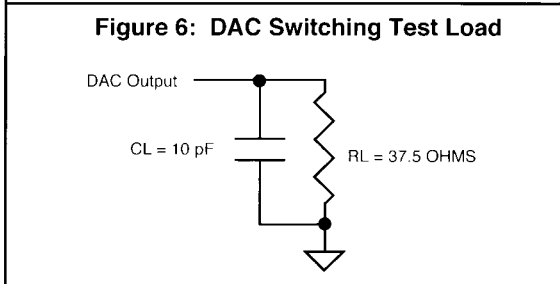 Figure 6: DAC Switching Test Load
DAC Output
CL = 10 pF
RL = 37.5 OHMS